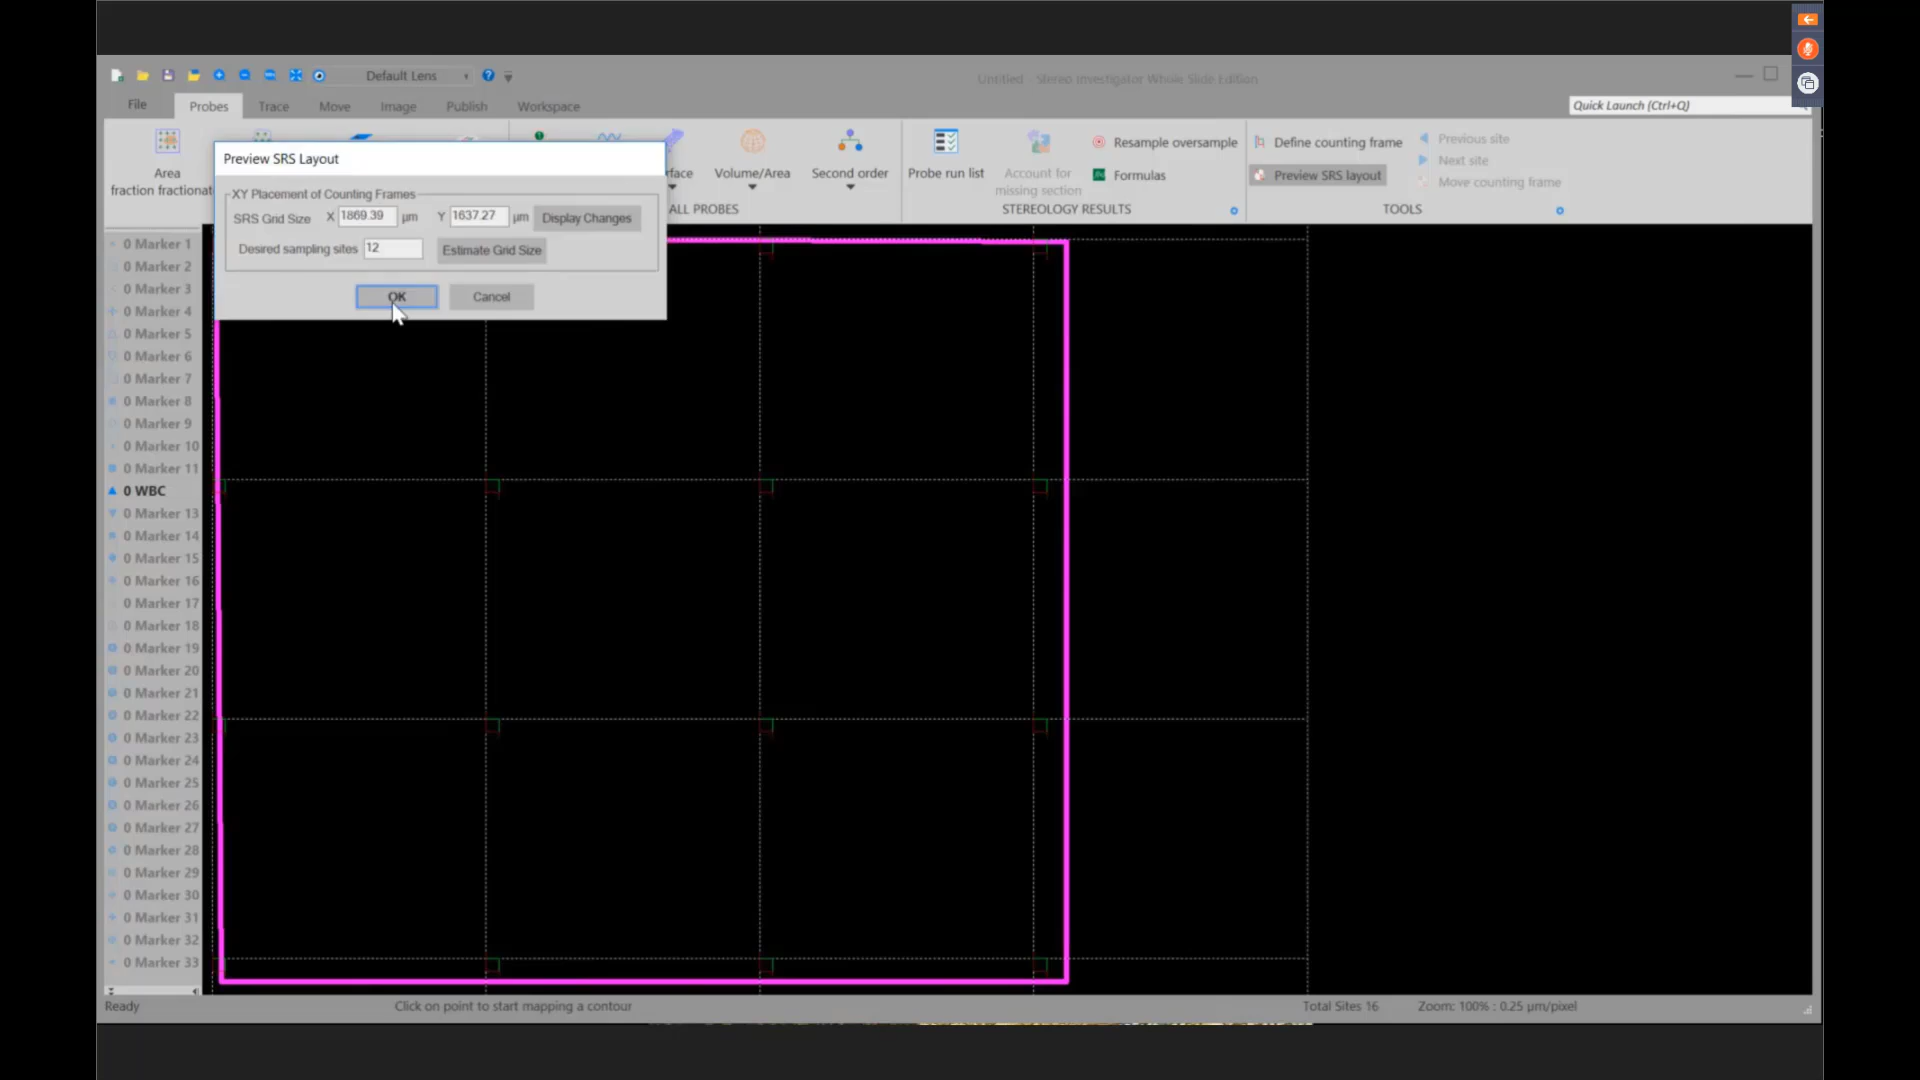 Default Lens
Untitled - Stereo Investigator Whole Slide Edition
File Probes Trace Move Image Publish Workspace
Quick Launch (Ctrl+Q)
Area
fraction fractionat
Volume/Area
Second order
Probe run list
Account for
missing section
Resample oversample
Formulas
Define counting frame
Preview SRS layout
Previous site
Next site
Move counting frame
rface
ALL PROBES
STEREOLOGY RESULTS
TOOLS
Preview SRS Layout
XY Placement of Counting Frames
SRS Grid Size X 1869.39 µm Y 1637.27 µm Display Changes
Desired sampling sites 12 Estimate Grid Size
OK Cancel
0 Marker 1
0 Marker 2
0 Marker 3
0 Marker 4
0 Marker 5
0 Marker 6
0 Marker 7
0 Marker 8
0 Marker 9
0 Marker 10
0 Marker 11
0 WBC
0 Marker 13
0 Marker 14
0 Marker 15
0 Marker 16
0 Marker 17
0 Marker 18
0 Marker 19
0 Marker 20
0 Marker 21
0 Marker 22
0 Marker 23
0 Marker 24
0 Marker 25
0 Marker 26
0 Marker 27
0 Marker 28
0 Marker 29
0 Marker 30
0 Marker 31
0 Marker 32
0 Marker 33
Ready
Click on point to start mapping a contour
Total Sites 16
Zoom: 100% : 0.25 µm/pixel